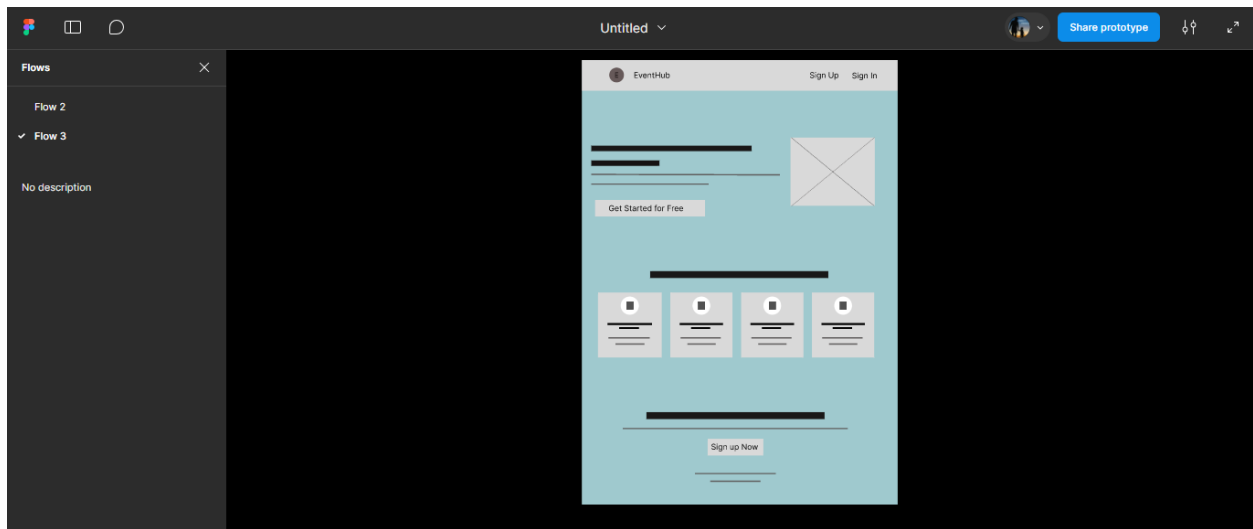 Untitled
Share prototype
Flows
Flow 2
Flow 3
No description
EventHub
Sign Up
Sign In
Get Started for Free
Sign up Now